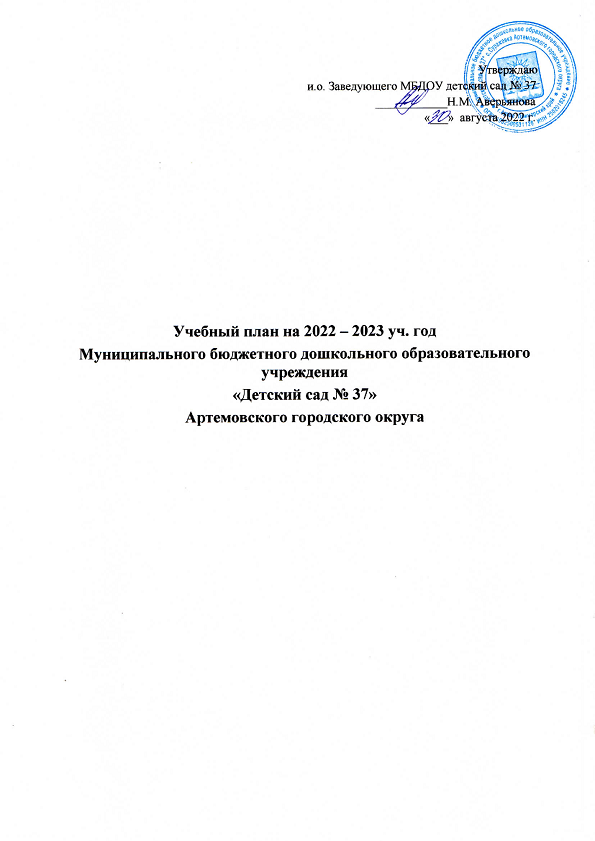 Утверждаю
и.о. Заведующего МБДОУ детский сад № 37
____________Н.М. Аверьянова
«30» августа 2022 г.
Учебный план на 2022 – 2023 уч. год
Муниципального бюджетного дошкольного образовательного
учреждения
«Детский сад № 37»
Артемовского городского округа